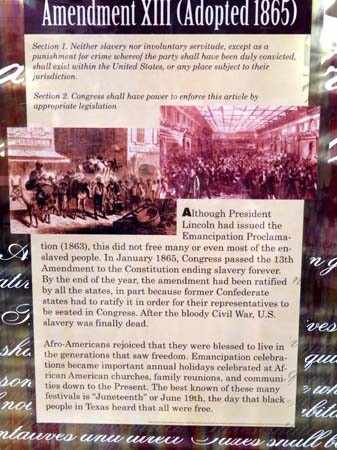 Amendment XIII (Adopted 1865)
Section 1. Neither slavery nor involuntary servitude, except as a
punishment for crime whereof the party shall have been duly convicted,
shall exist within the United States, or any place subject to their
jurisdiction.
Section 2. Congress shall have power to enforce this article by
appropriate legislation
Although President
Lincoln had issued the
Emancipation Proclama-
tion (1863), this did not free many or even most of the en-
slaved people. In January 1865, Congress passed the 13th
Amendment to the Constitution ending slavery forever.
By the end of the year, the amendment had been ratified
by all the states, in part because former Confederate
states had to ratify it in order for their representatives to
be seated in Congress. After the bloody Civil War, U.S.
slavery was finally dead.
Afro-Americans rejoiced that they were blessed to live in
the generations that saw freedom. Emancipation celebra-
tions became important annual holidays celebrated at Af-
rican American churches, family reunions, and communi-
ties down to the Present. The best known of these many
festivals is "Juneteenth" or June 19th, the day that black
people in Texas heard that all were free.